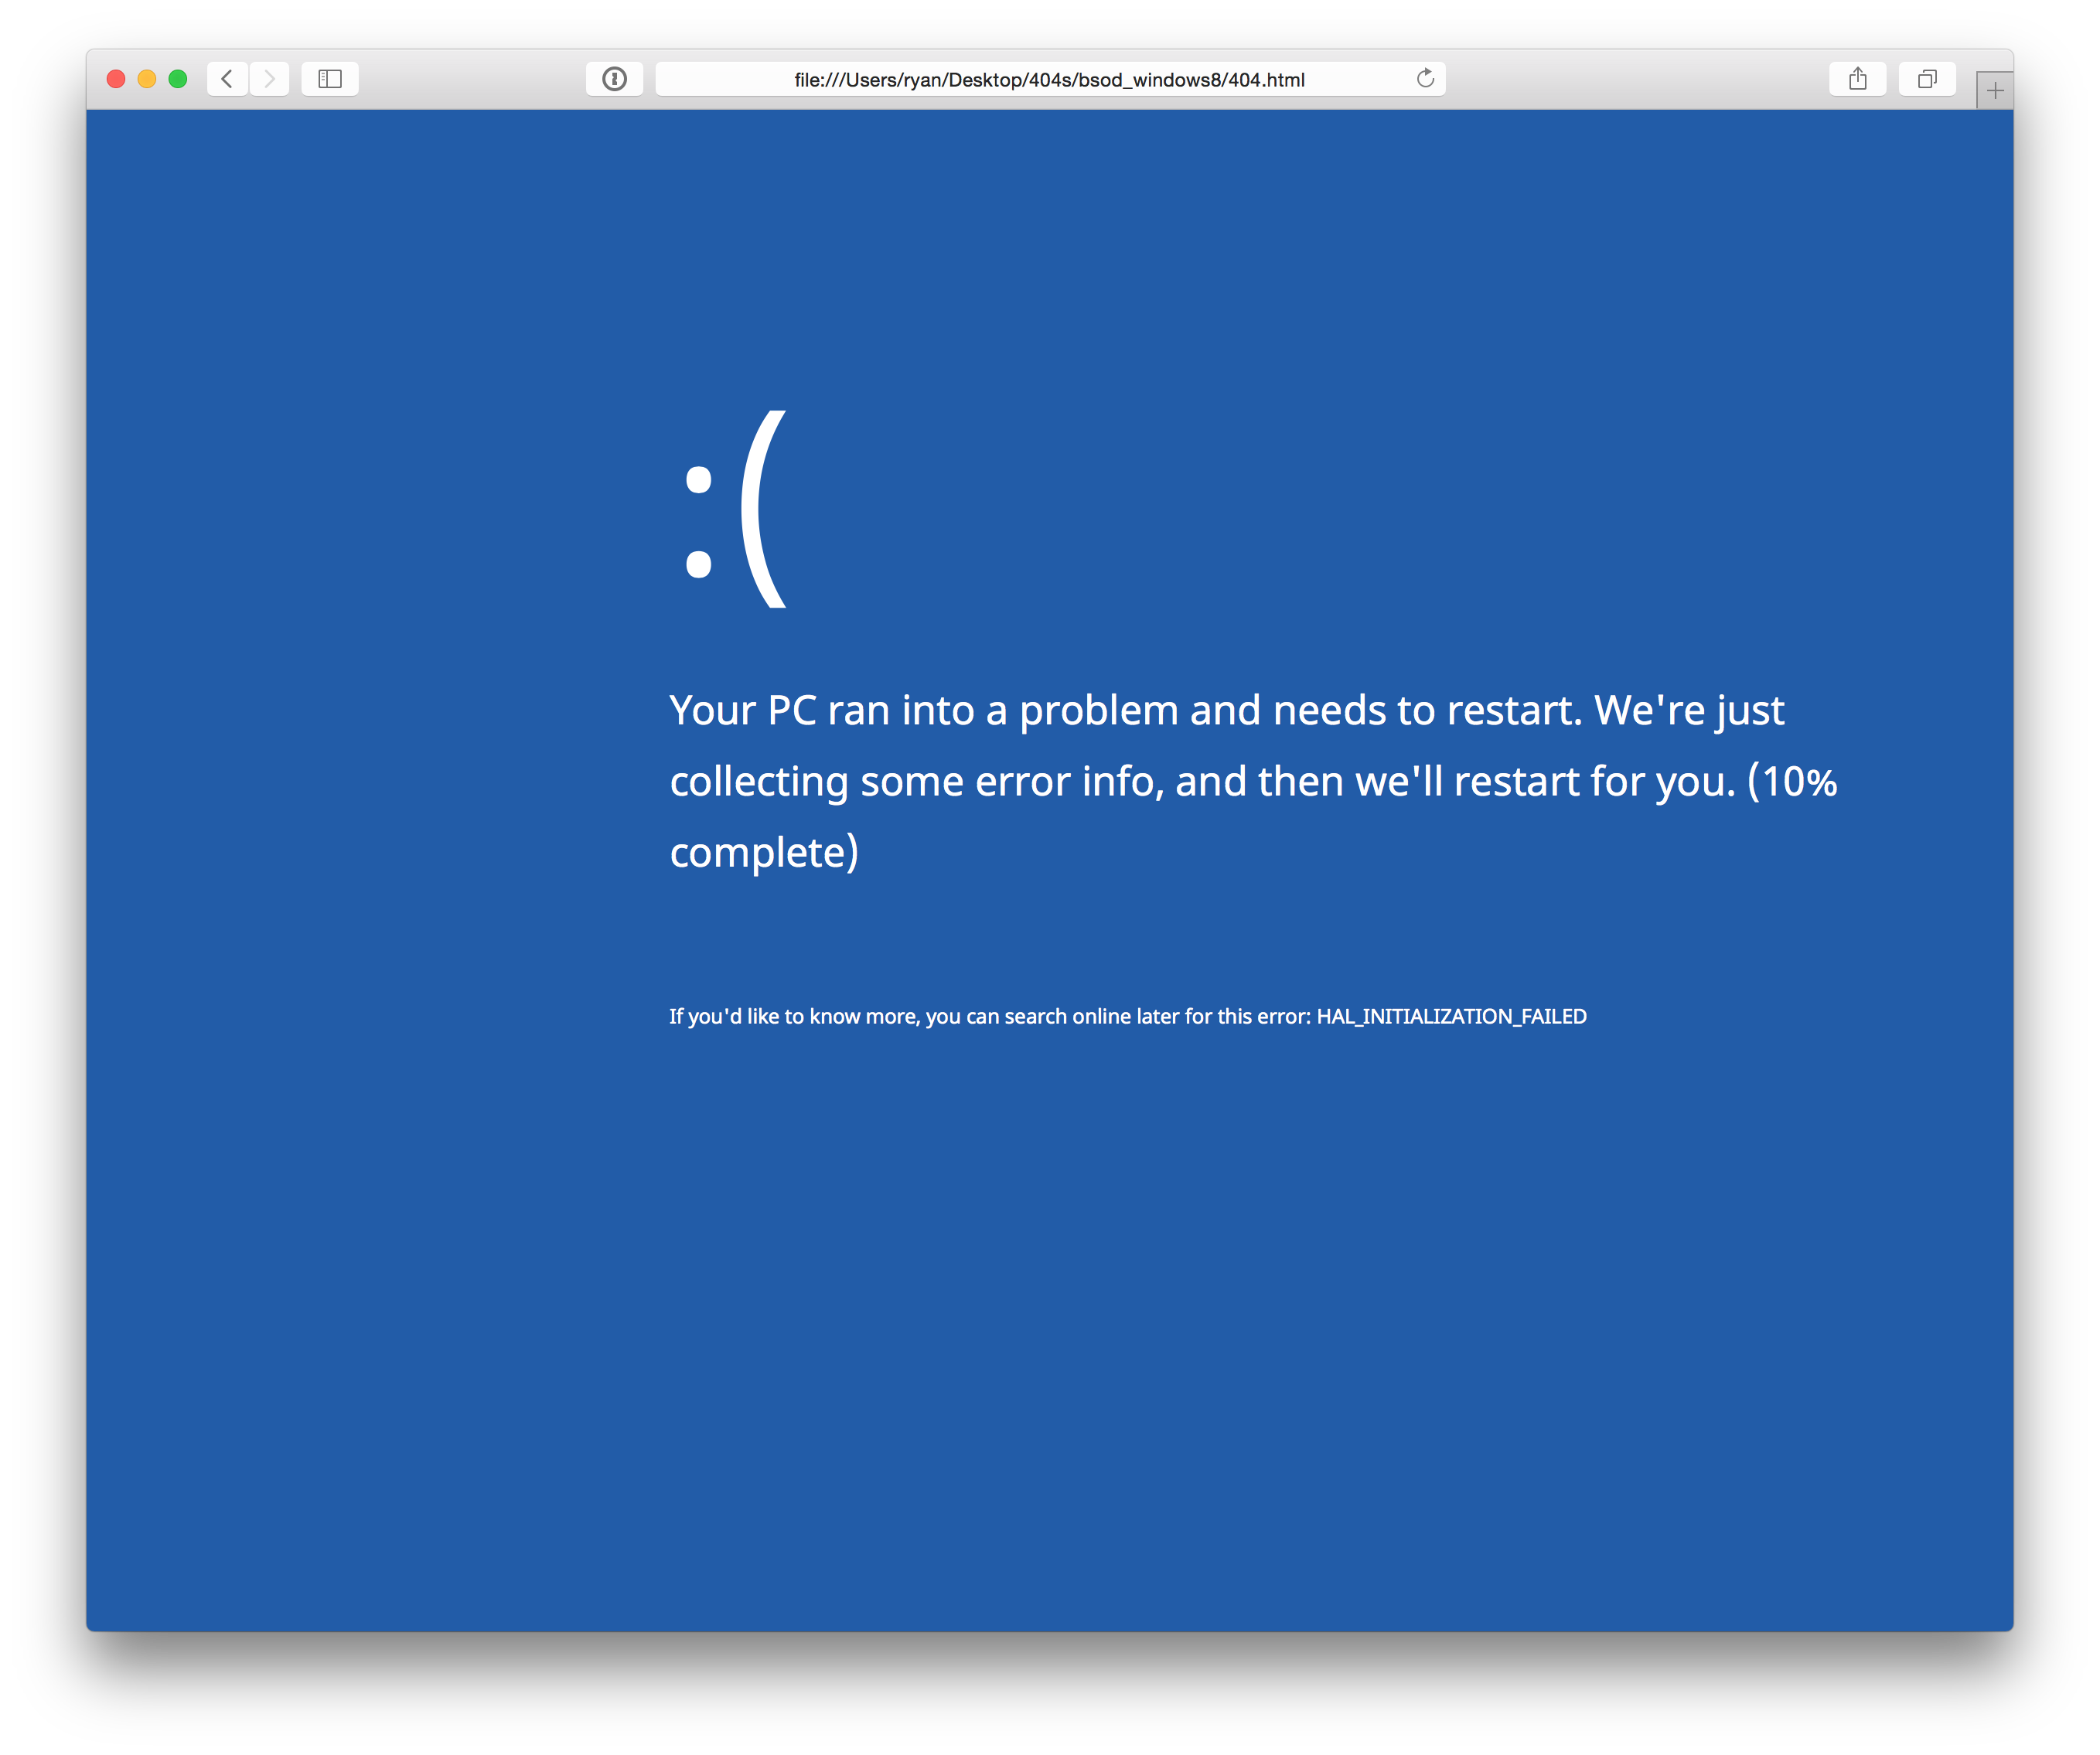 file:///Users/ryan/Desktop/404s/bsod_windows8/404.html
:(
Your PC ran into a problem and needs to restart. We're just
collecting some error info, and then we'll restart for you. (10%
complete)
If you'd like to know more, you can search online later for this error: HAL_INITIALIZATION_FAILED